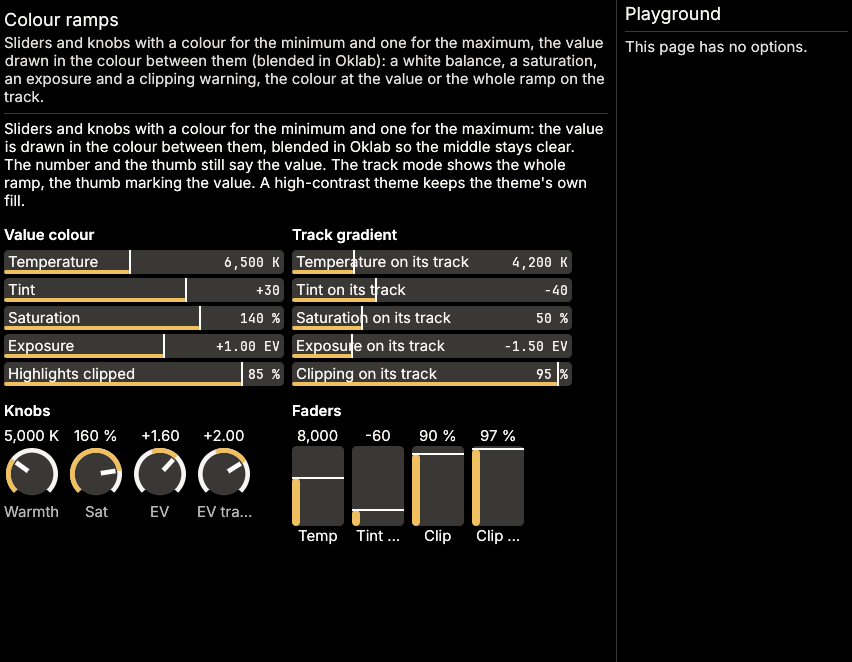 Colour ramps
Sliders and knobs with a colour for the minimum and one for the maximum, the value
drawn in the colour between them (blended in Oklab): a white balance, a saturation,
an exposure and a clipping warning, the colour at the value or the whole ramp on the
track.
Sliders and knobs with a colour for the minimum and one for the maximum: the value
is drawn in the colour between them, blended in Oklab so the middle stays clear.
The number and the thumb still say the value. The track mode shows the whole
ramp, the thumb marking the value. A high-contrast theme keeps the theme's own
fill.
Value colour
Temperature 6,500 K
Tint +30
Saturation 140 %
Exposure +1.00 EV
Highlights clipped 85 %
Track gradient
Temperature on its track 4,200 K
Tint on its track -40
Saturation on its track 50 %
Exposure on its track -1.50 EV
Clipping on its track 95 %
Knobs
5,000 K 160 % +1.60 +2.00
Warmth Sat EV EV tra...
Faders
8,000 -60 90 % 97 %
Temp Tint ... Clip Clip ...
Playground
This page has no options.